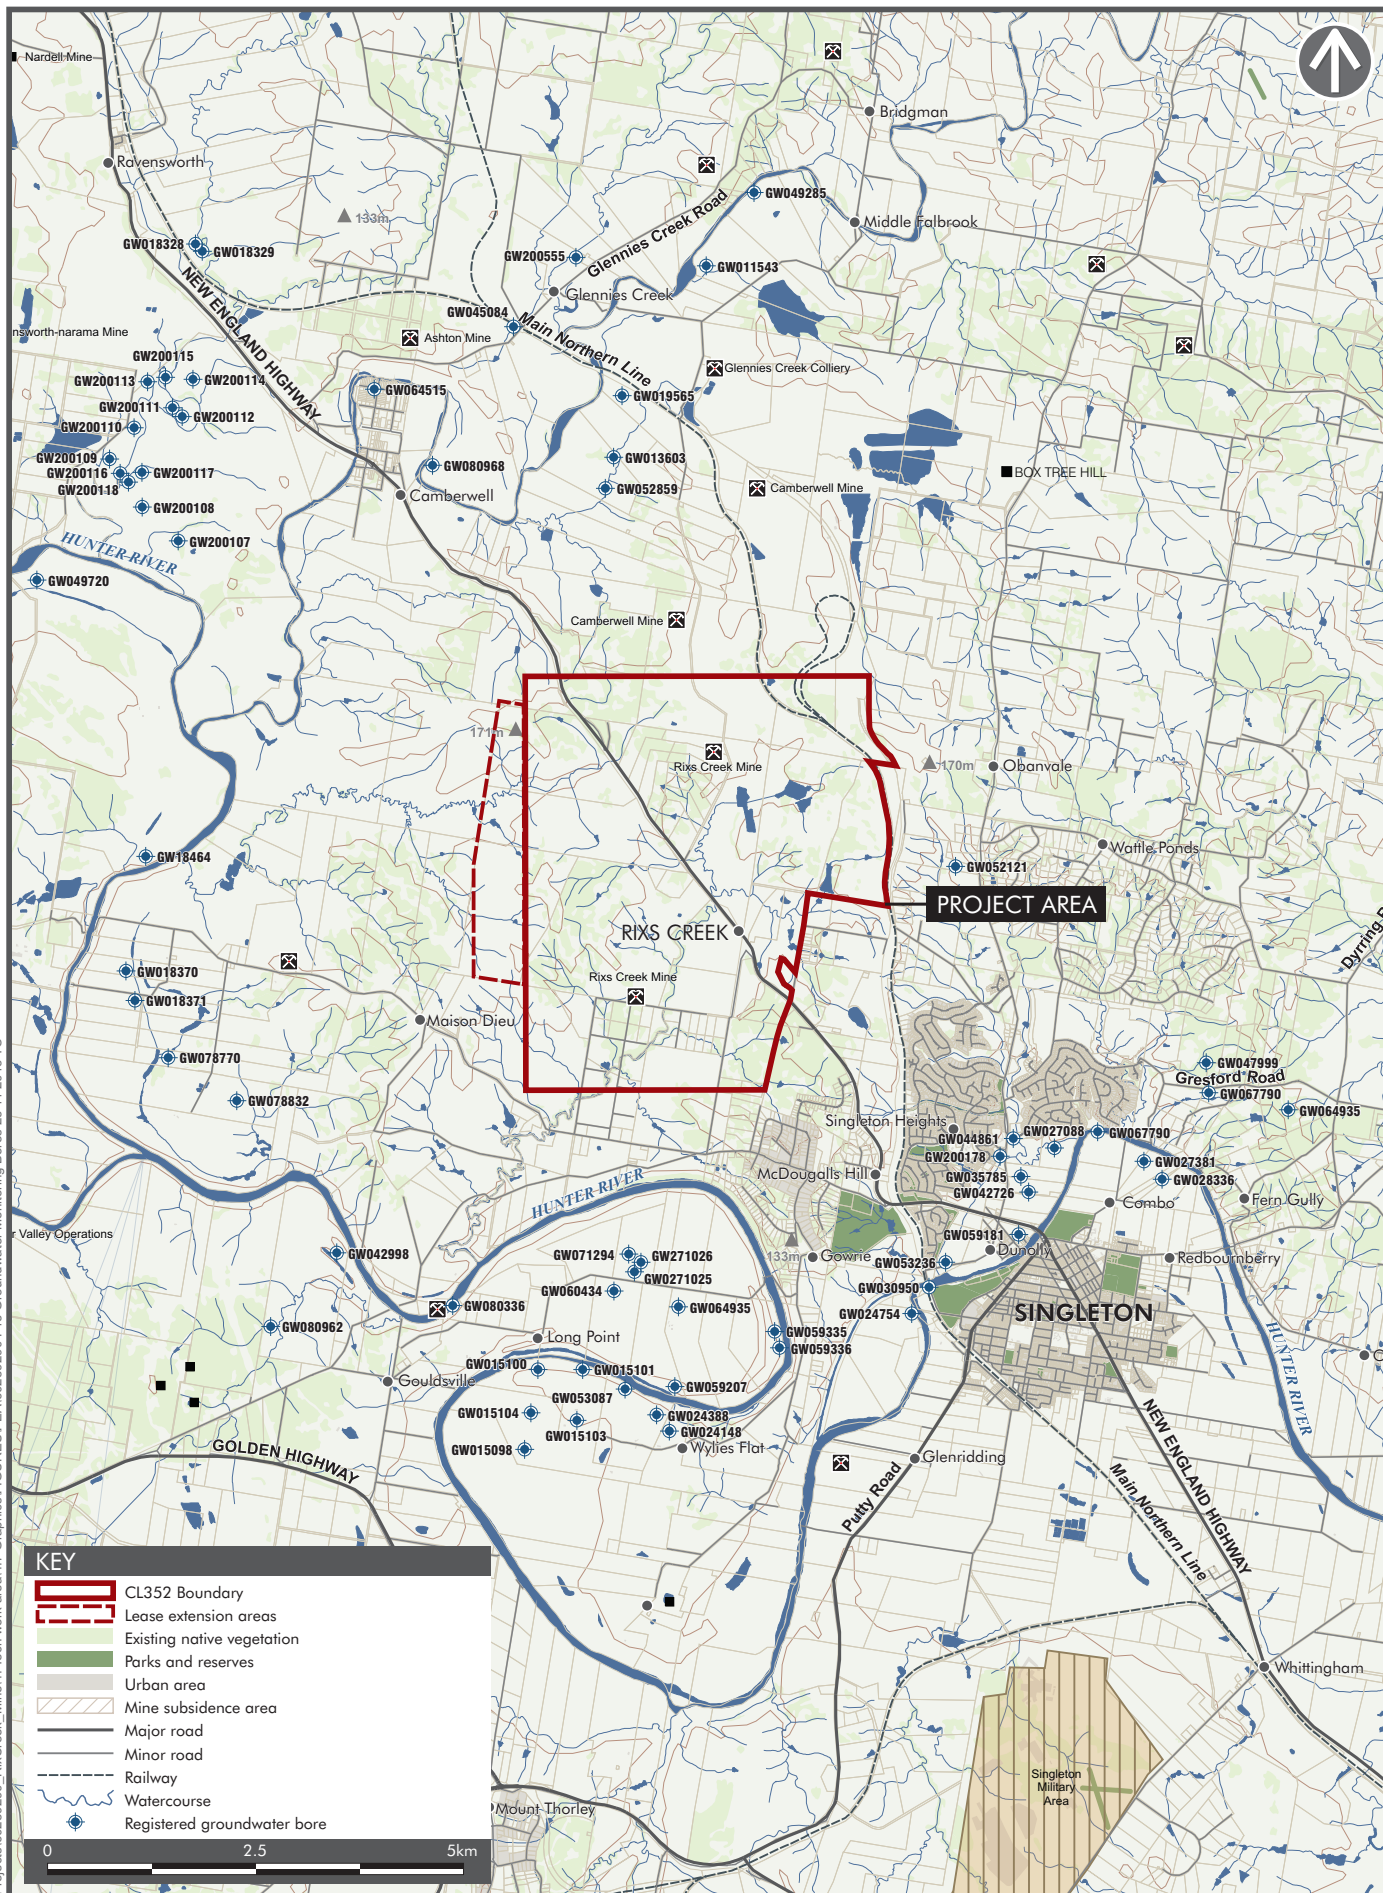 Nardell Mine
Bridgman
Ravensworth
GW049285
133m
Middle Falbrook
GW018328
GW018329
GW200555
Glennies Creek Road
GW011543
NEW ENGLAND HIGHWAY
Glennies Creek
GW045084
Main Northern Line
nsworth-narama Mine
Ashton Mine
GW200115
GW200113
GW200114
Glennies Creek Colliery
GW064515
GW019565
GW200111
GW200112
GW200110
GW200109
GW200116
GW200117
GW200118
GW080968
GW013603
BOX TREE HILL
GW052859
Camberwell Mine
Camberwell
GW200108
GW200107
HUNTER RIVER
GW049720
Camberwell Mine
171m
Rixs Creek Mine
170m
Obanvale
GW18464
Wattle Ponds
GW052121
PROJECT AREA
RIXS CREEK
GW018370
Rixs Creek Mine
GW018371
Maison Dieu
GW078770
GW047999
Gresford Road
GW067790
GW078832
GW064935
Singleton Heights
GW044861
GW027088
GW067790
GW200178
GW027381
McDougalls Hill
GW035785
GW028336
GW042726
Combo
Fern Gully
HUNTER RIVER
r Valley Operations
GW059181
GW042998
GW071294
GW271026
133m
Gowrie
Dunolly
Redbournberry
GW053236
GW0271025
GW060434
GW030950
GW080336
GW064935
GW024754
SINGLETON
GW080962
Long Point
GW059335
GW059336
HUNTER RIVER
GW015100
GW015101
Gouldsville
GW059207
GW053087
GW015104
GW024388
GW015103
GW024148
GW015098
Wylies Flat
GOLDEN HIGHWAY
Glenridding
NEW ENGLAND HIGHWAY
Putty Road
Main Northern Line
Whittingham
Singleton
Military
Area
Mount Thorley
KEY
CL352 Boundary
Lease extension areas
Existing native vegetation
Parks and reserves
Urban area
Mine subsidence area
Major road
Minor road
Railway
Watercourse
Registered groundwater bore
0 2.5 5km